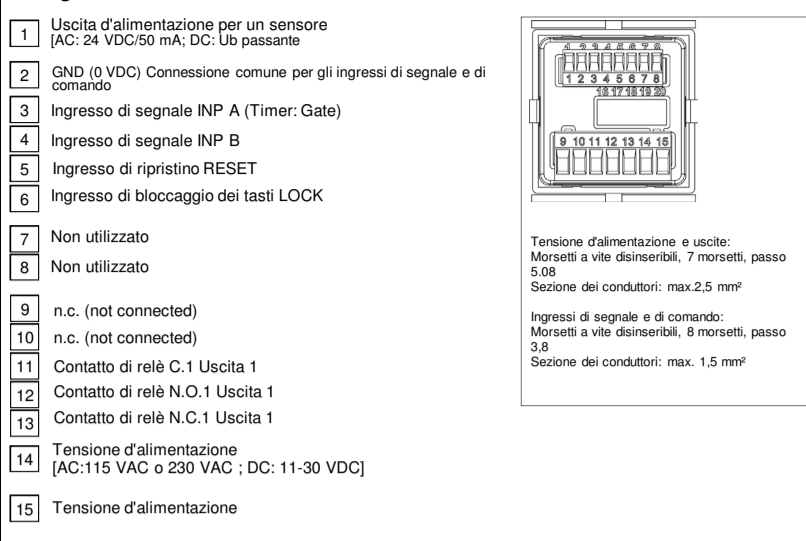 1 Uscita d'alimentazione per un sensore
[AC: 24 VDC/50 mA; DC: Ub passante
2 GND (0 VDC) Connessione comune per gli ingressi di segnale e di
comando
3 Ingresso di segnale INP A (Timer: Gate)
4 Ingresso di segnale INP B
5 Ingresso di ripristino RESET
6 Ingresso di bloccaggio dei tasti LOCK
7 Non utilizzato
8 Non utilizzato
9 n.c. (not connected)
10 n.c. (not connected)
11 Contatto di relè C.1 Uscita 1
12 Contatto di relè N.O.1 Uscita 1
13 Contatto di relè N.C.1 Uscita 1
14 Tensione d'alimentazione
[AC:115 VAC o 230 VAC ; DC: 11-30 VDC]
15 Tensione d'alimentazione
1 2 3 4 5 6 7 8
1 2 3 4 5 6 7 8
16 17 18 19 20
9 10 11 12 13 14 15
Tensione d'alimentazione e uscite:
Morsetti a vite disinseribili, 7 morsetti, passo
5.08
Sezione dei conduttori: max.2,5 mm²
Ingressi di segnale e di comando:
Morsetti a vite disinseribili, 8 morsetti, passo
3,8
Sezione dei conduttori: max. 1,5 mm²